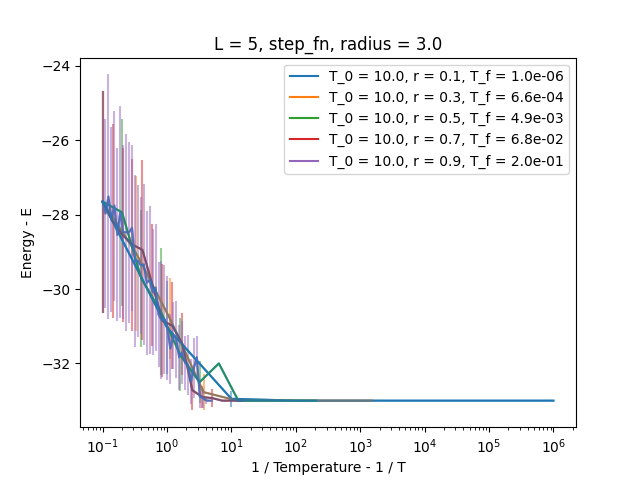 L = 5, step_fn, radius = 3.0
T_0 = 10.0, r = 0.1, T_f = 1.0e-06
T_0 = 10.0, r = 0.3, T_f = 6.6e-04
T_0 = 10.0, r = 0.5, T_f = 4.9e-03
T_0 = 10.0, r = 0.7, T_f = 6.8e-02
T_0 = 10.0, r = 0.9, T_f = 2.0e-01
Energy - E
−24
−26
−28
−30
−32
10⁻¹ 10⁰ 10¹ 10² 10³ 10⁴ 10⁵ 10⁶
1 / Temperature - 1 / T